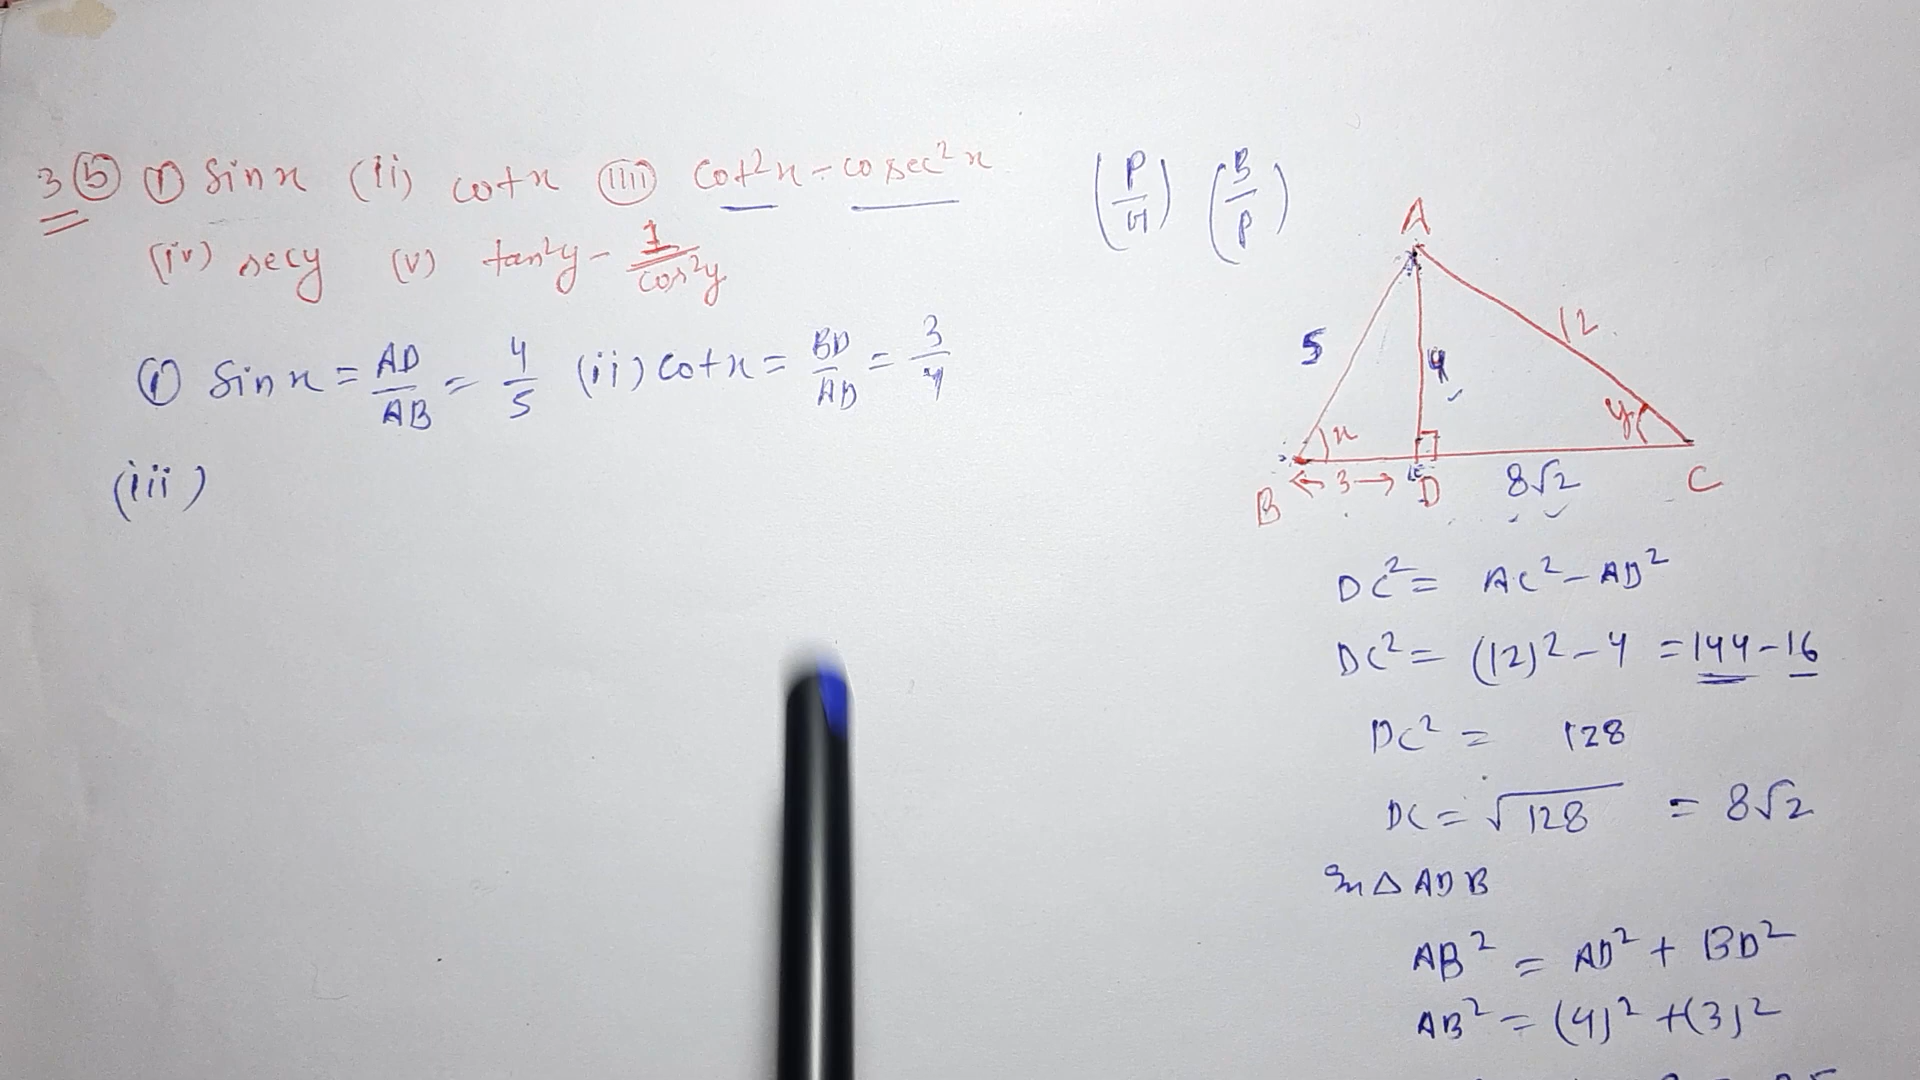 3 (b) (i) Sin x (ii) cot x (iii) Cot²x - cosec²x
(iv) sec y (v) tan²y - 1/cos²y
(P/H) (B/P)
(i) Sin x = AD/AB = 4/5 (ii) Cot x = BD/AD = 3/4
(iii)
A
5
4
12
x
y
B
3
D
8√2
C
DC² = AC² - AD²
DC² = (12)² - 4 = 144 - 16
DC² = 128
DC = √128 = 8√2
In △ ADB
AB² = AD² + BD²
AB² = (4)² + (3)²